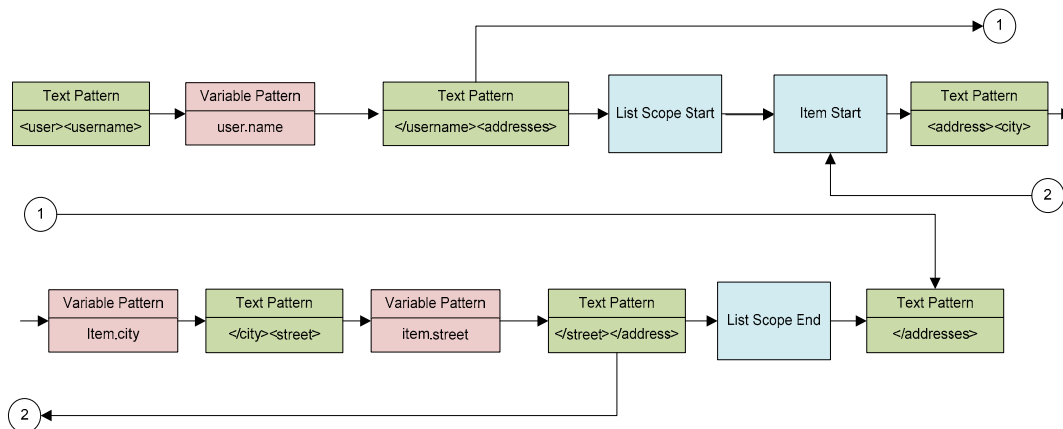 1
Text Pattern
<user><username>
Variable Pattern
user.name
Text Pattern
</username><addresses>
List Scope Start
Item Start
Text Pattern
<address><city>
2
1
Variable Pattern
Item.city
Text Pattern
</city><street>
Variable Pattern
item.street
Text Pattern
</street></address>
List Scope End
Text Pattern
</addresses>
2